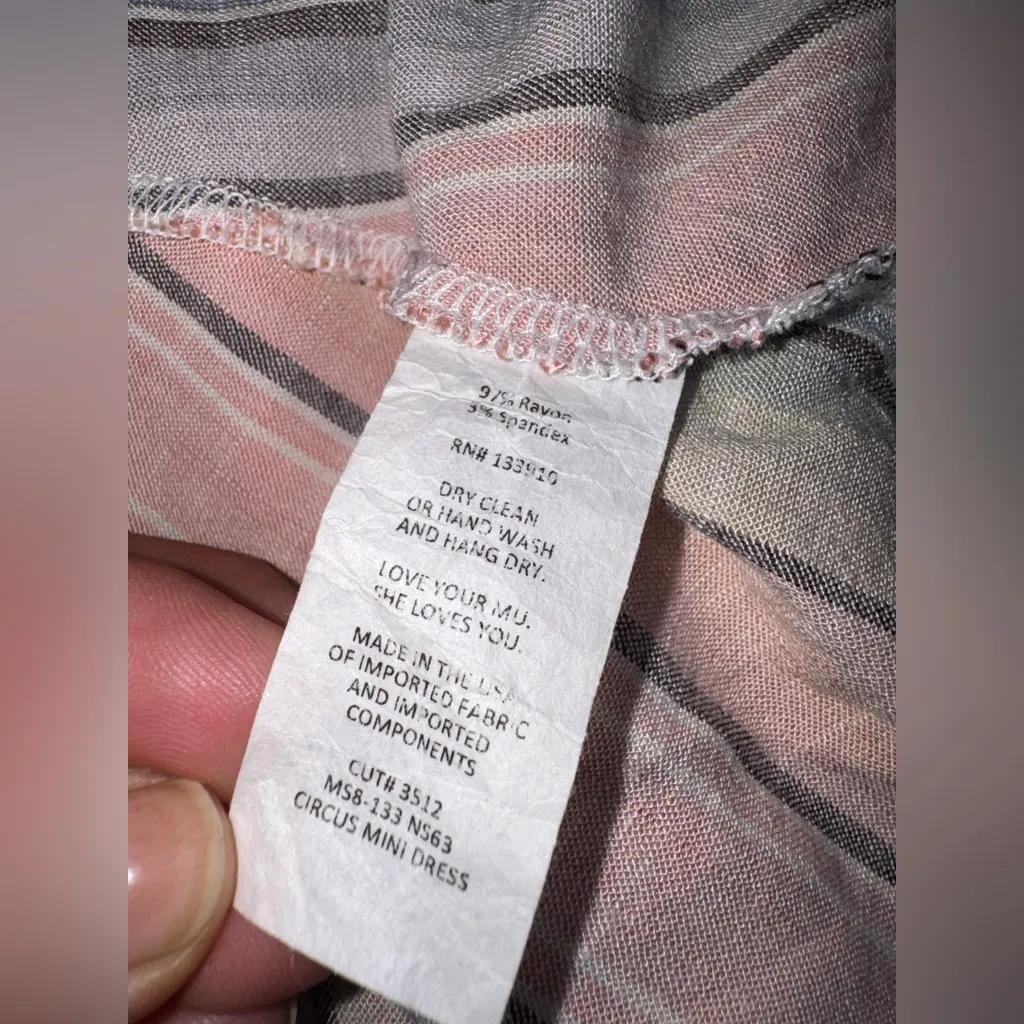 97% Rayon
3% spandex
RN# 133910
DRY CLEAN
OR HAND WASH
AND HANG DRY.
LOVE YOUR MU.
SHE LOVES YOU.
MADE IN THE USA
OF IMPORTED FABRIC
AND IMPORTED
COMPONENTS
CUT# 3512
MS8-133 NS63
CIRCUS MINI DRESS